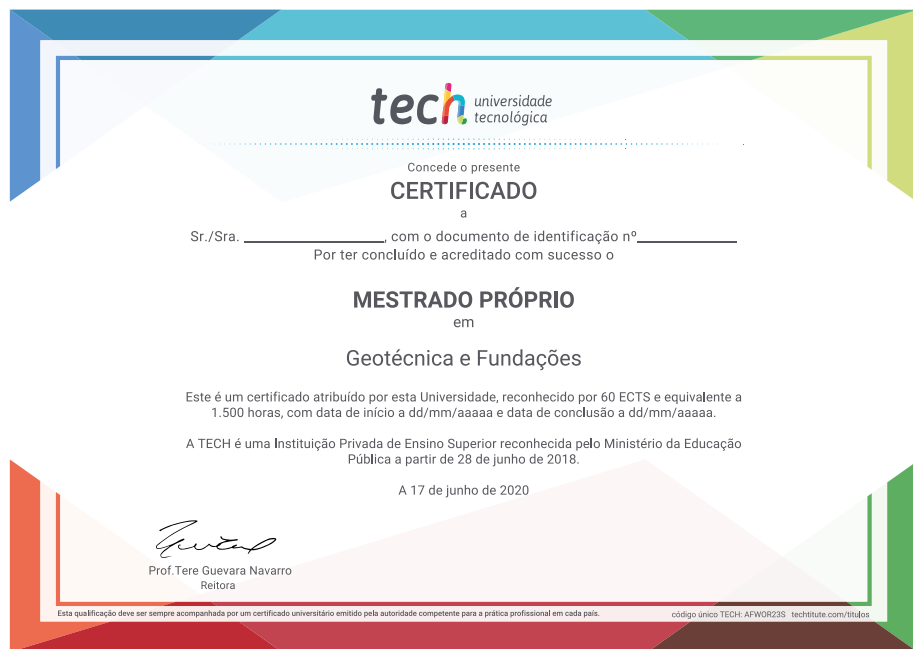 tech universidade
tecnológica
Concede o presente
CERTIFICADO
a
Sr./Sra. ________________, com o documento de identificação nº____________
Por ter concluído e acreditado com sucesso o
MESTRADO PRÓPRIO
em
Geotécnica e Fundações
Este é um certificado atribuído por esta Universidade, reconhecido por 60 ECTS e equivalente a
1.500 horas, com data de início a dd/mm/aaaaa e data de conclusão a dd/mm/aaaaa.
A TECH é uma Instituição Privada de Ensino Superior reconhecida pelo Ministério da Educação
Pública a partir de 28 de junho de 2018.
A 17 de junho de 2020
Prof.Tere Guevara Navarro
Reitora
Esta qualificação deve ser sempre acompanhada por um certificado universitário emitido pela autoridade competente para a prática profissional em cada país.
código único TECH: AFWOR23S techtitute.com/titulos